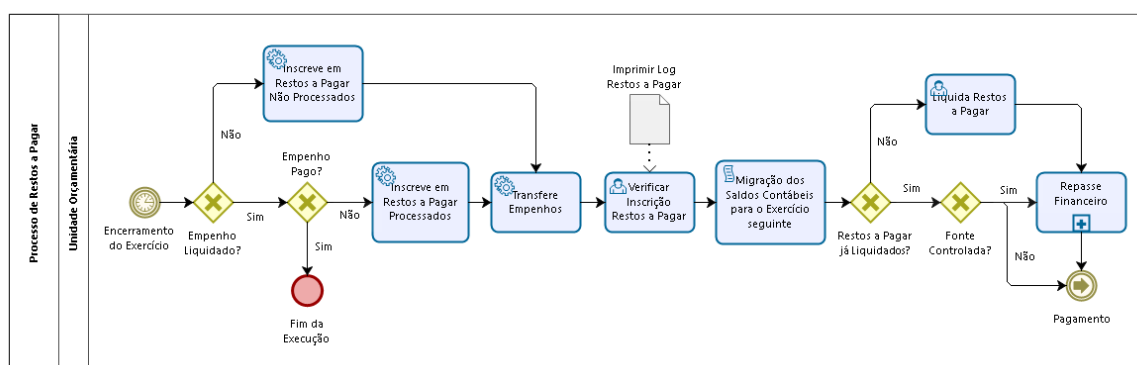 Processo de Restos a Pagar
Unidade Orçamentária
Encerramento
do Exercício
Empenho
Liquidado?
Não
Sim
Inscreve em
Restos a Pagar
Não Processados
Empenho
Pago?
Não
Sim
Fim da
Execução
Inscreve em
Restos a Pagar
Processados
Transfere
Empenhos
Imprimir Log
Restos a Pagar
Verificar
Inscrição
Restos a Pagar
Migração dos
Saldos Contábeis
para o Exercício
seguinte
Restos a Pagar
já Liquidados?
Não
Sim
Liquida Restos
a Pagar
Fonte
Controlada?
Sim
Não
Repasse
Financeiro
Pagamento